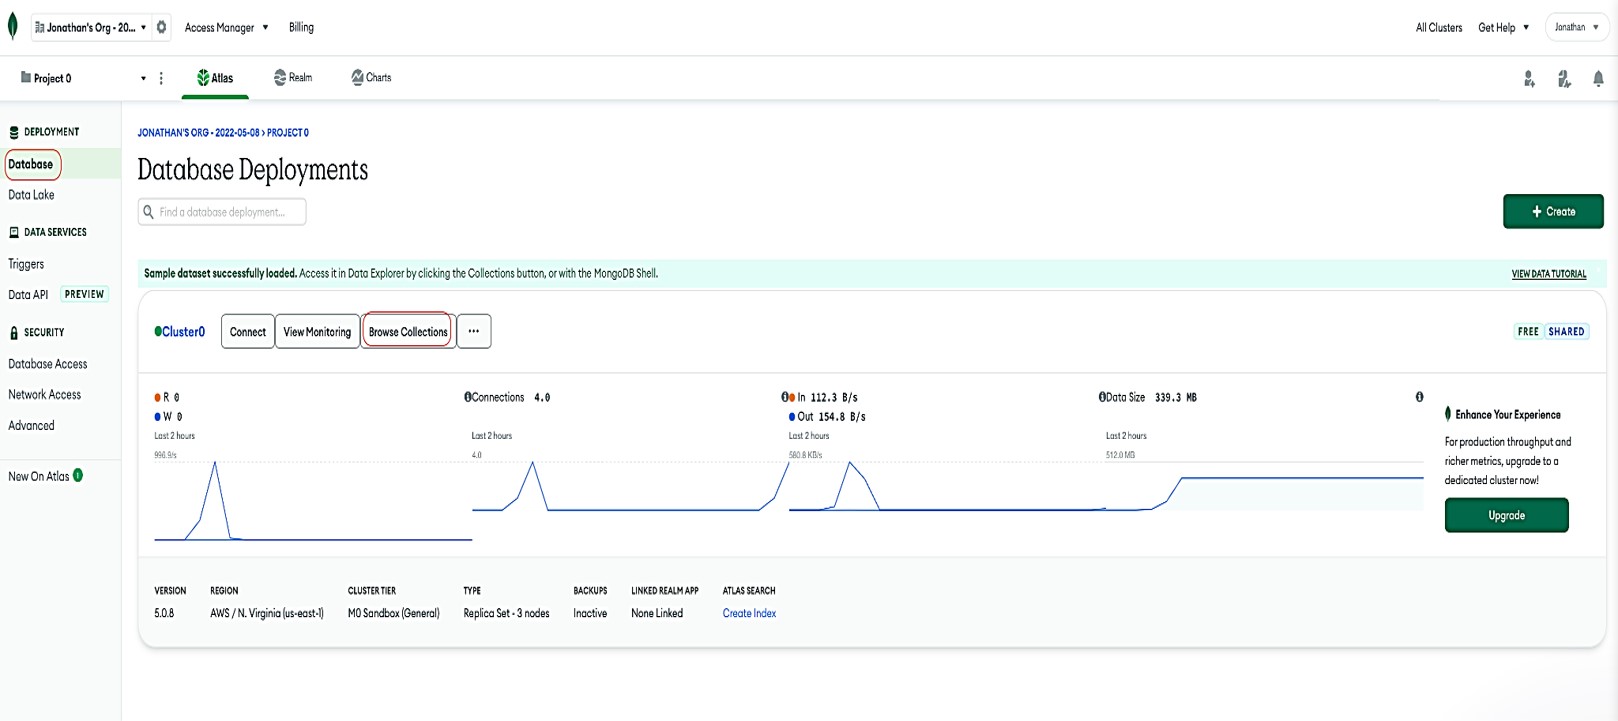 Jonathan's Org - 20...
Access Manager
Billing
All Clusters
Get Help
Jonathan
Project 0
Atlas
Realm
Charts
DEPLOYMENT
Database
Data Lake
DATA SERVICES
Triggers
Data API PREVIEW
SECURITY
Database Access
Network Access
Advanced
New On Atlas
JONATHAN'S ORG - 2022-05-08 > PROJECT 0
Database Deployments
Find a database deployment...
+ Create
Sample dataset successfully loaded. Access it in Data Explorer by clicking the Collections button, or with the MongoDB Shell.
VIEW DATA TUTORIAL
Cluster0
Connect
View Monitoring
Browse Collections
...
FREE SHARED
R 0
W 0
Last 2 hours
996.9/s
Connections 4.0
Last 2 hours
4.0
In 112.3 B/s
Out 154.8 B/s
Last 2 hours
580.8 KB/s
Data Size 339.3 MB
Last 2 hours
512.0 MB
Enhance Your Experience
For production throughput and
richer metrics, upgrade to a
dedicated cluster now!
Upgrade
VERSION REGION CLUSTER TIER TYPE BACKUPS LINKED REALM APP ATLAS SEARCH
5.0.8 AWS / N. Virginia (us-east-1) M0 Sandbox (General) Replica Set - 3 nodes Inactive None Linked Create Index